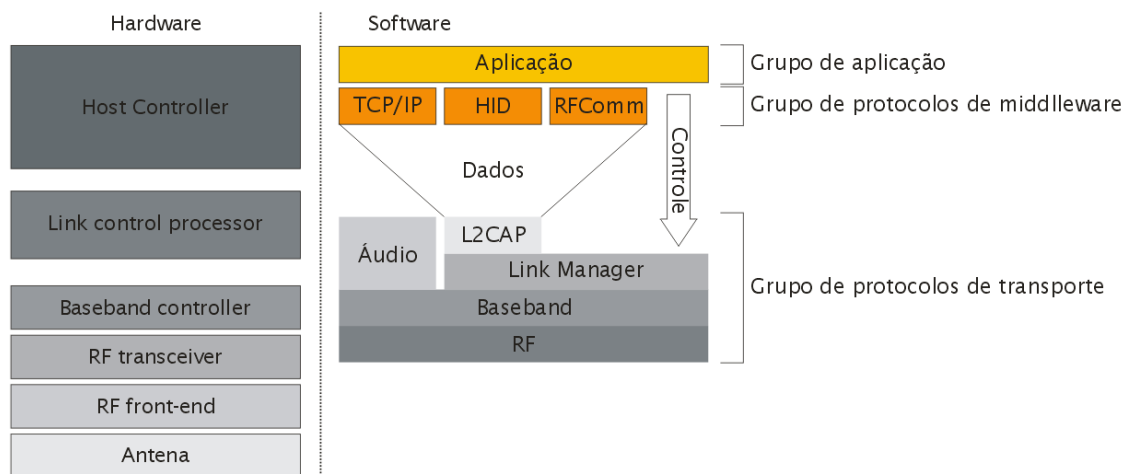 Hardware
Host Controller
Link control processor
Baseband controller
RF transceiver
RF front-end
Antena
Software
Aplicação
TCP/IP HID RFComm
Dados
Controle
Áudio
L2CAP
Link Manager
Baseband
RF
Grupo de aplicação
Grupo de protocolos de middlleware
Grupo de protocolos de transporte